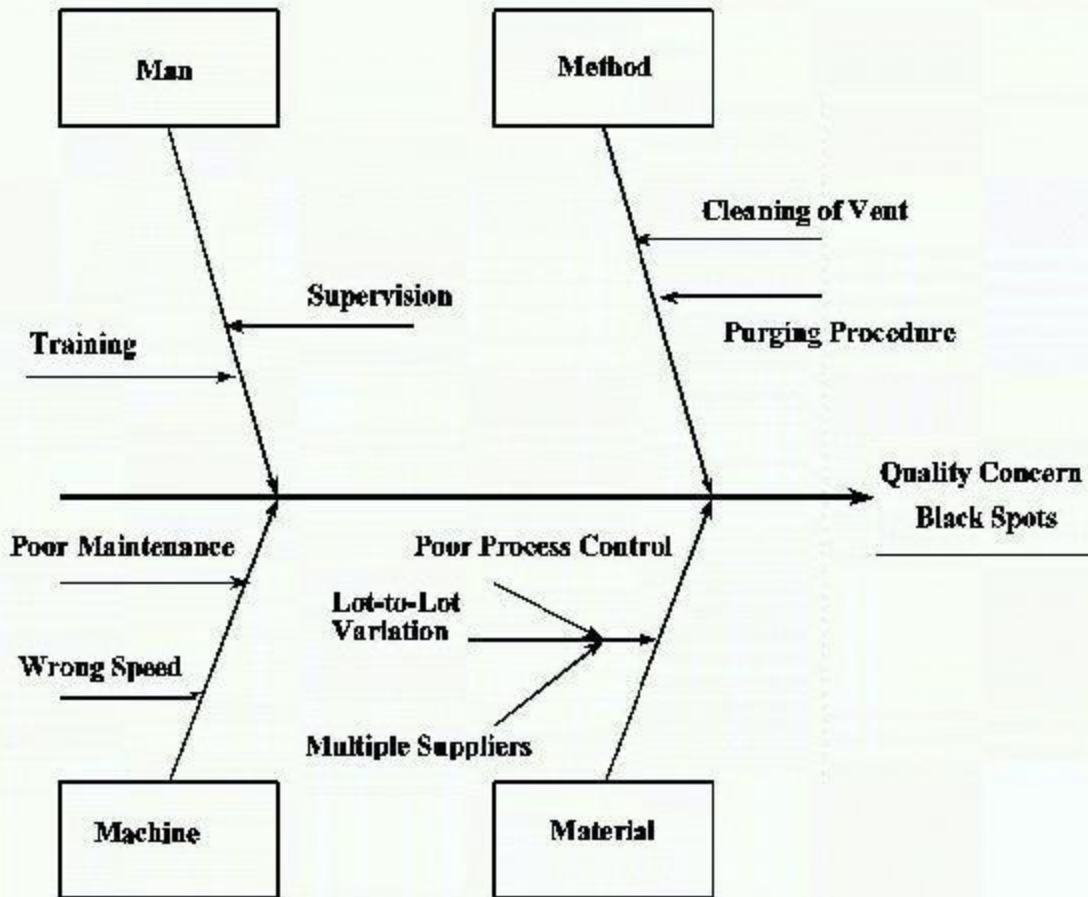 Man
Method
Cleaning of Vent
Supervision
Training
Purging Procedure
Quality Concern
Black Spots
Poor Maintenance
Poor Process Control
Lot-to-Lot
Variation
Wrong Speed
Multiple Suppliers
Machine
Material